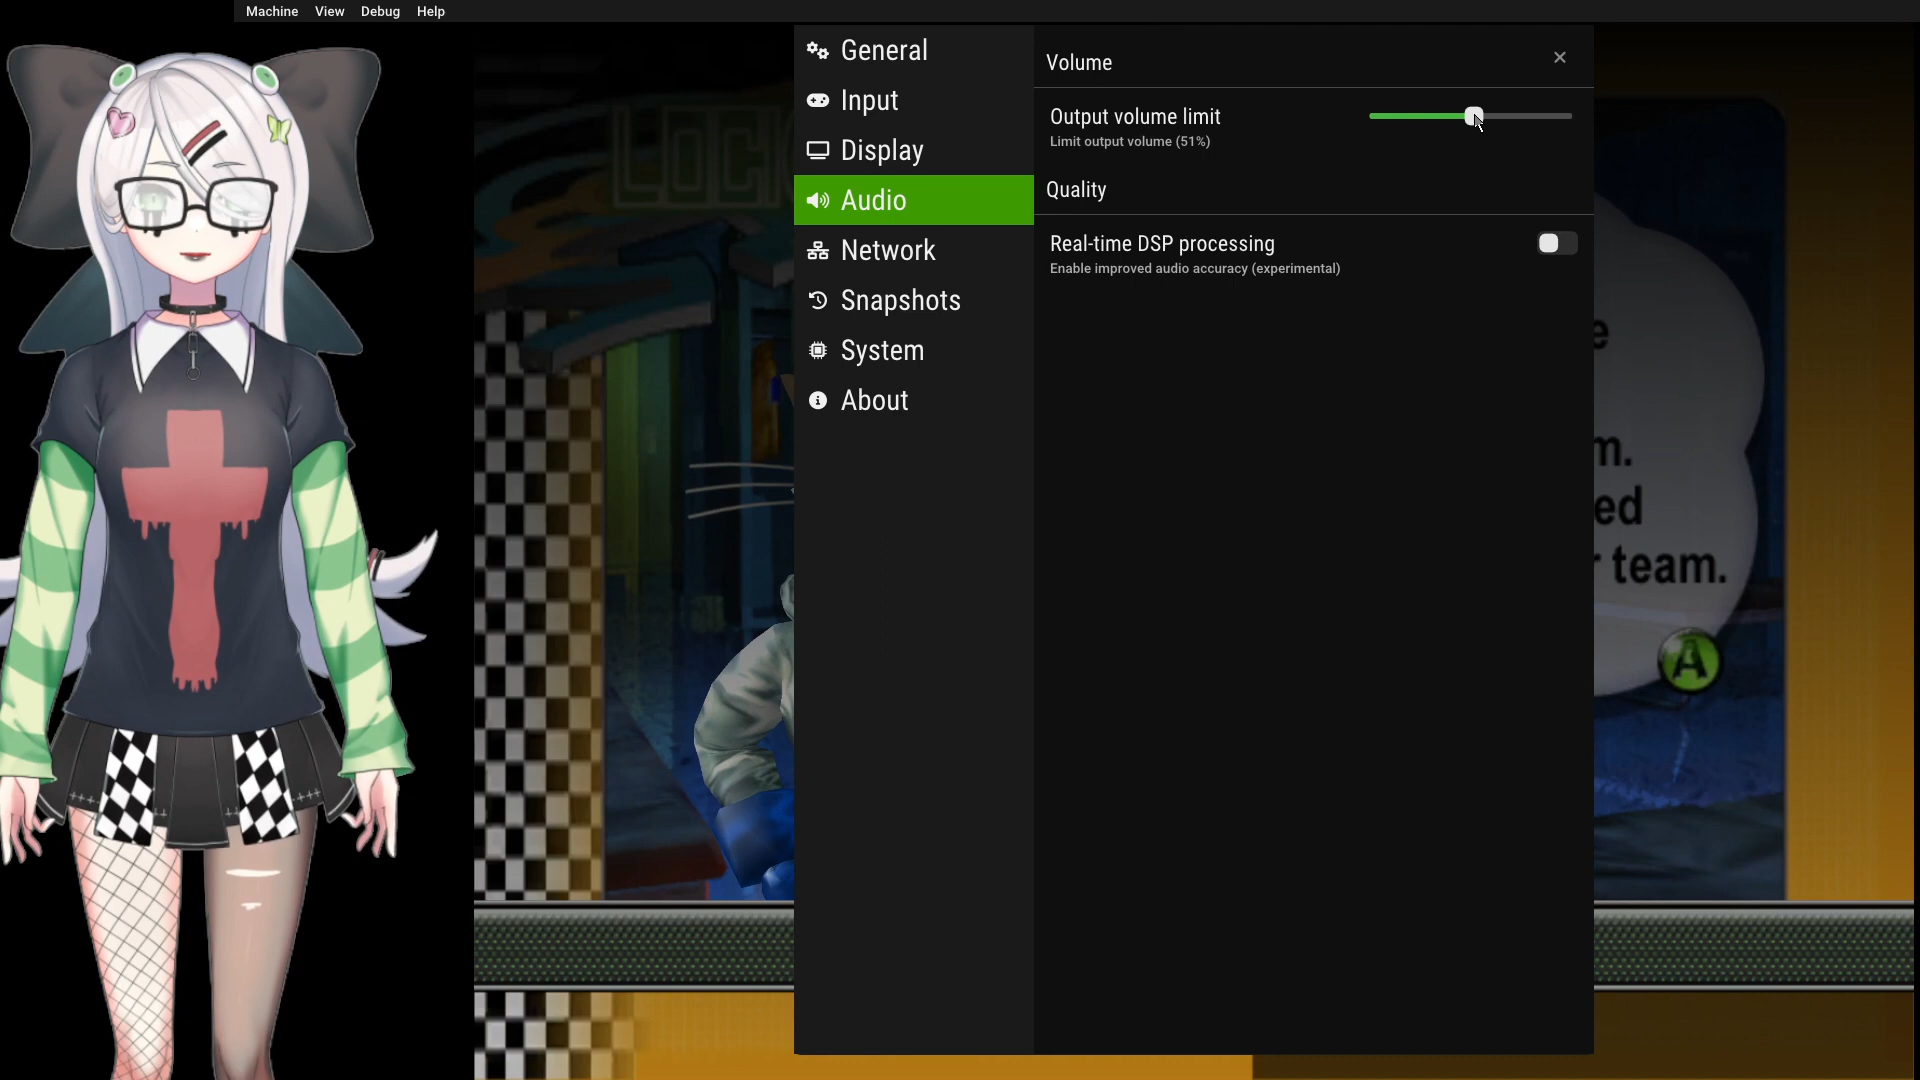 Machine View Debug Help
General
Input
Display
Audio
Network
Snapshots
System
About
Volume
Output volume limit
Limit output volume (51%)
Quality
Real-time DSP processing
Enable improved audio accuracy (experimental)
LOC
e
m.
ed
r team.
A